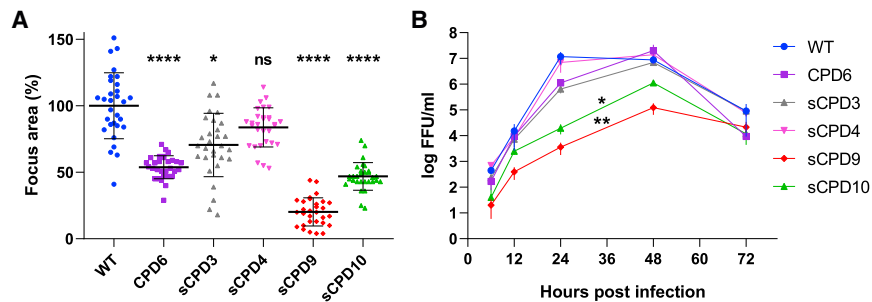 A
Focus area (%)
150
100
50
0
**** * ns **** ****
WT CPD6 sCPD3 sCPD4 sCPD9 sCPD10
B
log FFU/ml
8
7
6
5
4
3
2
1
0
*
**
0 12 24 36 48 60 72
Hours post infection
WT
CPD6
sCPD3
sCPD4
sCPD9
sCPD10